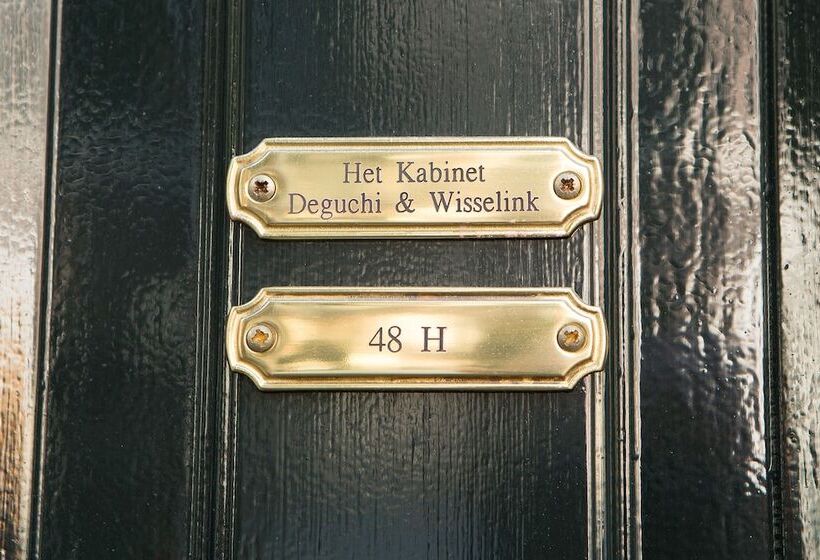 Het Kabinet
Deguchi & Wisselink
48 H